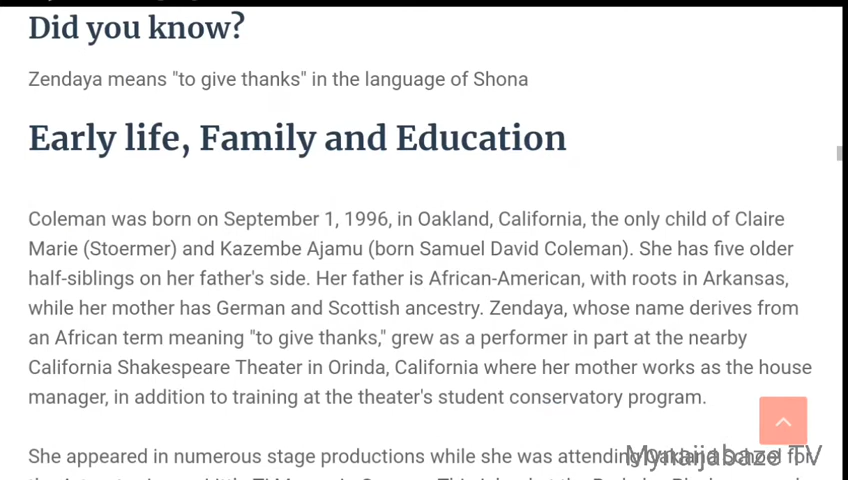 Did you know?
Zendaya means "to give thanks" in the language of Shona
Early life, Family and Education
Coleman was born on September 1, 1996, in Oakland, California, the only child of Claire
Marie (Stoermer) and Kazembe Ajamu (born Samuel David Coleman). She has five older
half-siblings on her father's side. Her father is African-American, with roots in Arkansas,
while her mother has German and Scottish ancestry. Zendaya, whose name derives from
an African term meaning "to give thanks," grew as a performer in part at the nearby
California Shakespeare Theater in Orinda, California where her mother works as the house
manager, in addition to training at the theater's student conservatory program.
She appeared in numerous stage productions while she was attending Oakland School for
Mynaijabaze TV